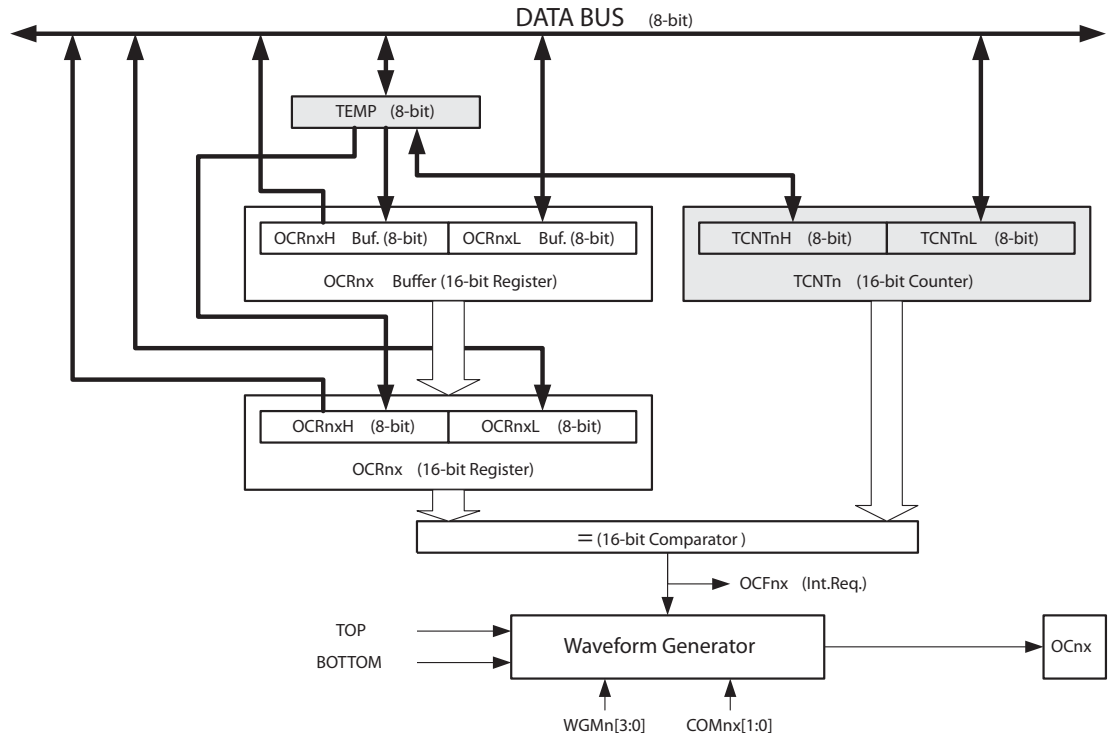 DATA BUS (8-bit)
TEMP (8-bit)
OCRnxH Buf. (8-bit) OCRnxL Buf. (8-bit)
OCRnx Buffer (16-bit Register)
TCNTnH (8-bit) TCNTnL (8-bit)
TCNTn (16-bit Counter)
OCRnxH (8-bit) OCRnxL (8-bit)
OCRnx (16-bit Register)
= (16-bit Comparator )
OCFnx (Int.Req.)
TOP
BOTTOM
Waveform Generator
OCnx
WGMn[3:0] COMnx[1:0]